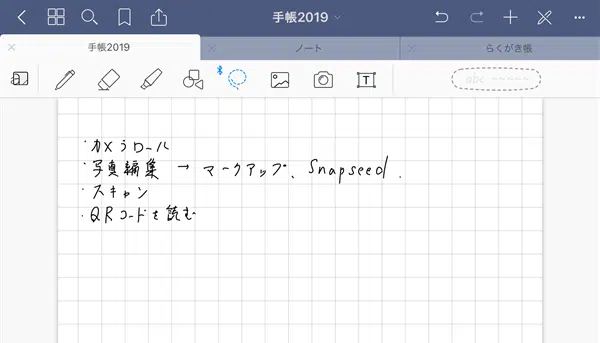 手帳2019
手帳2019
ノート
らくがき帳
T
abc
・カメラロール
・写真編集 → マークアップ、Snapseed.
・スキャン
・QRコードを読む